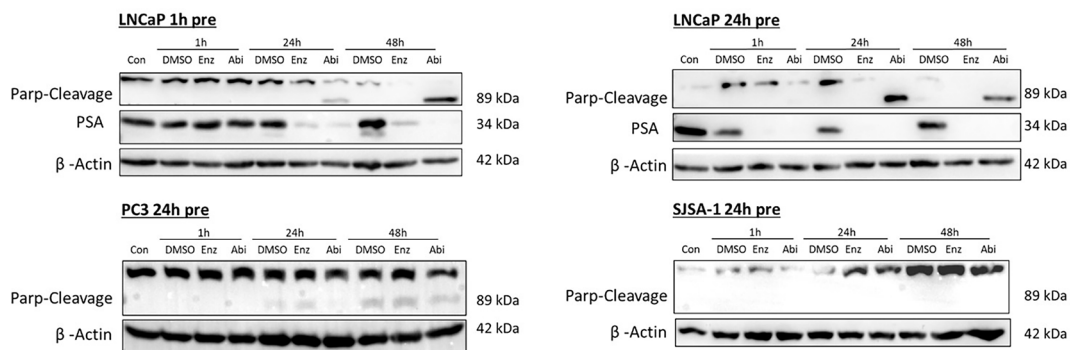 LNCaP 1h pre
1h 24h 48h
Con DMSO Enz Abi DMSO Enz Abi DMSO Enz Abi
Parp-Cleavage 89 kDa
PSA 34 kDa
β -Actin 42 kDa
LNCaP 24h pre
1h 24h 48h
Con DMSO Enz Abi DMSO Enz Abi DMSO Enz Abi
Parp-Cleavage 89 kDa
PSA 34 kDa
β -Actin 42 kDa
PC3 24h pre
1h 24h 48h
Con DMSO Enz Abi DMSO Enz Abi DMSO Enz Abi
Parp-Cleavage 89 kDa
β -Actin 42 kDa
SJSA-1 24h pre
1h 24h 48h
Con DMSO Enz Abi DMSO Enz Abi DMSO Enz Abi
Parp-Cleavage 89 kDa
β -Actin 42 kDa